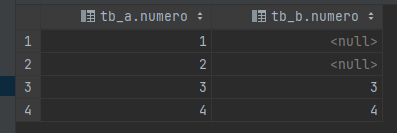 tb_a.numero tb_b.numero
1 1 <null>
2 2 <null>
3 3 3
4 4 4